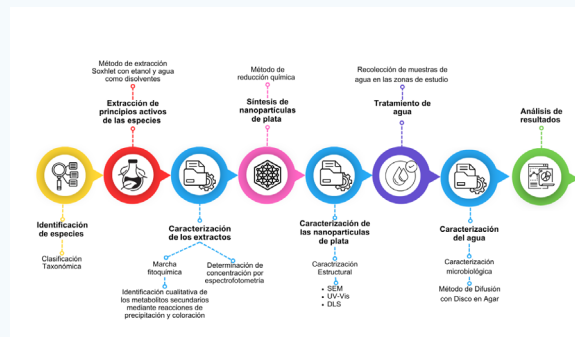 Método de extracción
Soxhlet con etanol y agua
como disolventes
Extracción de
principios activos
de las especies
Método de
reducción química
Síntesis de
nanopartículas
de plata
Recolección de muestras de
agua en las zonas de estudio
Tratamiento de
agua
Análisis de
resultados
Identificación
de especies
Clasificación
Taxonómica
Caracterización
de los extractos
Marcha
fitoquímica
Identificación cualitativa de
los metabolitos secundarios
mediante reacciones de
precipitación y coloración
Determinación de
concentración por
espectrofotometría
Caracterización de
las nanopartículas
de plata
Caractrización
Estructural
• SEM
• UV-Vis
• DLS
Caracterización
del agua
Caracterización
microbiológica
Método de Difusión
con Disco en Agar